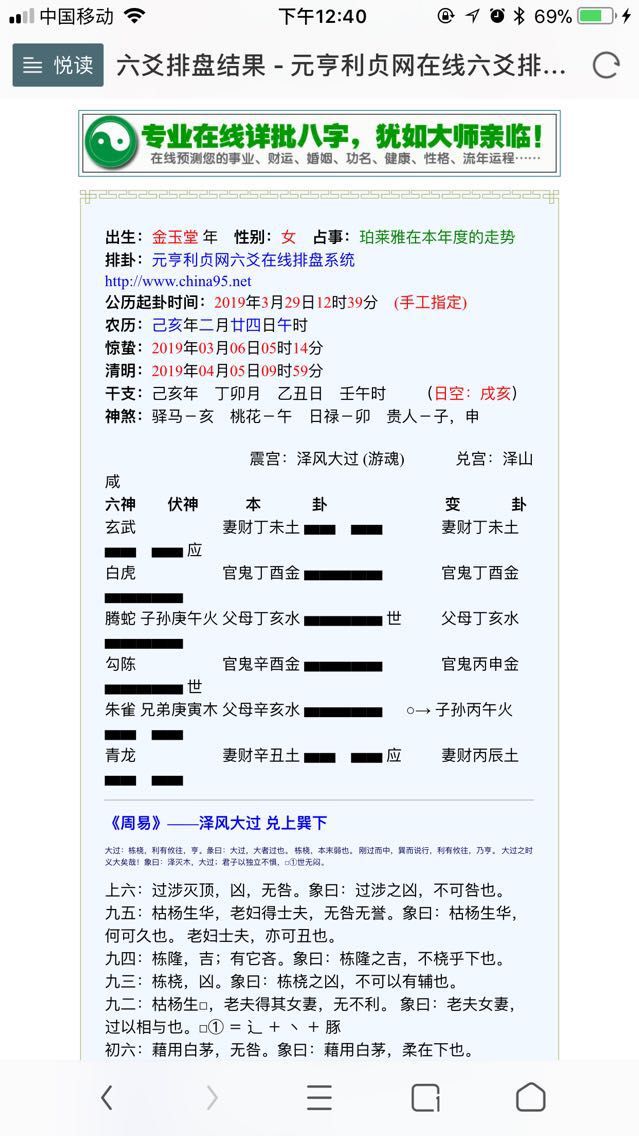 中国移动 下午12:40 69%
悦读 六爻排盘结果 - 元亨利贞网在线六爻排...
专业在线详批八字，犹如大师亲临！
在线预测您的事业、财运、婚姻、功名、健康、性格、流年运程……
出生：金玉堂 年 性别：女 占事：珀莱雅在本年度的走势
排卦：元亨利贞网六爻在线排盘系统
http://www.china95.net
公历起卦时间：2019年3月29日12时39分 (手工指定)
农历：己亥年二月廿四日午时
惊蛰：2019年03月06日05时14分
清明：2019年04月05日09时59分
干支：己亥年 丁卯月 乙丑日 壬午时 （日空：戌亥）
神煞：驿马－亥 桃花－午 日禄－卯 贵人－子，申
震宫：泽风大过 (游魂) 兑宫：泽山
咸
六神 伏神 本 卦 变 卦
玄武 妻财丁未土 妻财丁未土
应
白虎 官鬼丁酉金 官鬼丁酉金
腾蛇 子孙庚午火 父母丁亥水 世 父母丁亥水
勾陈 官鬼辛酉金 官鬼丙申金
世
朱雀 兄弟庚寅木 父母辛亥水 ○→ 子孙丙午火
青龙 妻财辛丑土 应 妻财丙辰土
《周易》——泽风大过 兑上巽下
大过：栋桡，利有攸往，亨。彖曰：大过，大者过也。 栋桡，本末弱也。 刚过而中，巽而说行，利有攸往，乃亨。 大过之时
义大矣哉！象曰：泽灭木，大过；君子以独立不惧，□①世无闷。
上六：过涉灭顶，凶，无咎。象曰：过涉之凶，不可咎也。
九五：枯杨生华，老妇得士夫，无咎无誉。象曰：枯杨生华，
何可久也。 老妇士夫，亦可丑也。
九四：栋隆，吉；有它吝。象曰：栋隆之吉，不桡乎下也。
九三：栋桡，凶。象曰：栋桡之凶，不可以有辅也。
九二：枯杨生□，老夫得其女妻，无不利。 象曰：老夫女妻，
过以相与也。□① ＝ 辶 ＋ 丶 ＋ 豚
初六：藉用白茅，无咎。象曰：藉用白茅，柔在下也。
1